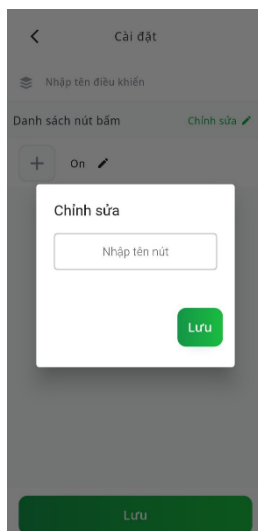 Cài đặt
Nhập tên điều khiển
Danh sách nút bấm Chỉnh sửa
On
Chỉnh sửa
Nhập tên nút
Lưu
Lưu